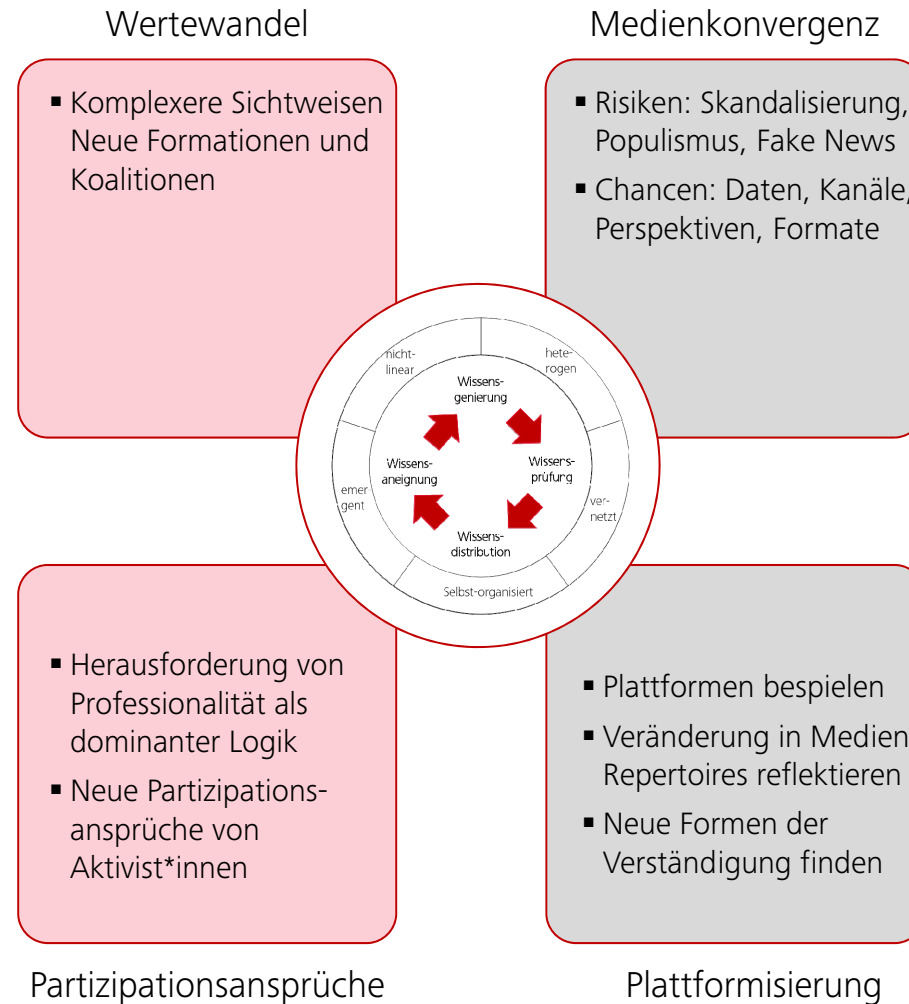 Wertewandel
Medienkonvergenz
▪ Komplexere Sichtweisen
Neue Formationen und
Koalitionen
▪ Risiken: Skandalisierung,
Populismus, Fake News
▪ Chancen: Daten, Kanäle,
Perspektiven, Formate
nicht-
linear
hete-
rogen
Wissens-
genierung
Wissens-
aneignung
Wissens-
prüfung
emer
gent
ver-
netzt
Wissens-
distribution
Selbst-organisiert
▪ Herausforderung von
Professionalität als
dominanter Logik
▪ Neue Partizipations-
ansprüche von
Aktivist*innen
▪ Plattformen bespielen
▪ Veränderung in Medien
Repertoires reflektieren
▪ Neue Formen der
Verständigung finden
Partizipationsansprüche
Plattformisierung